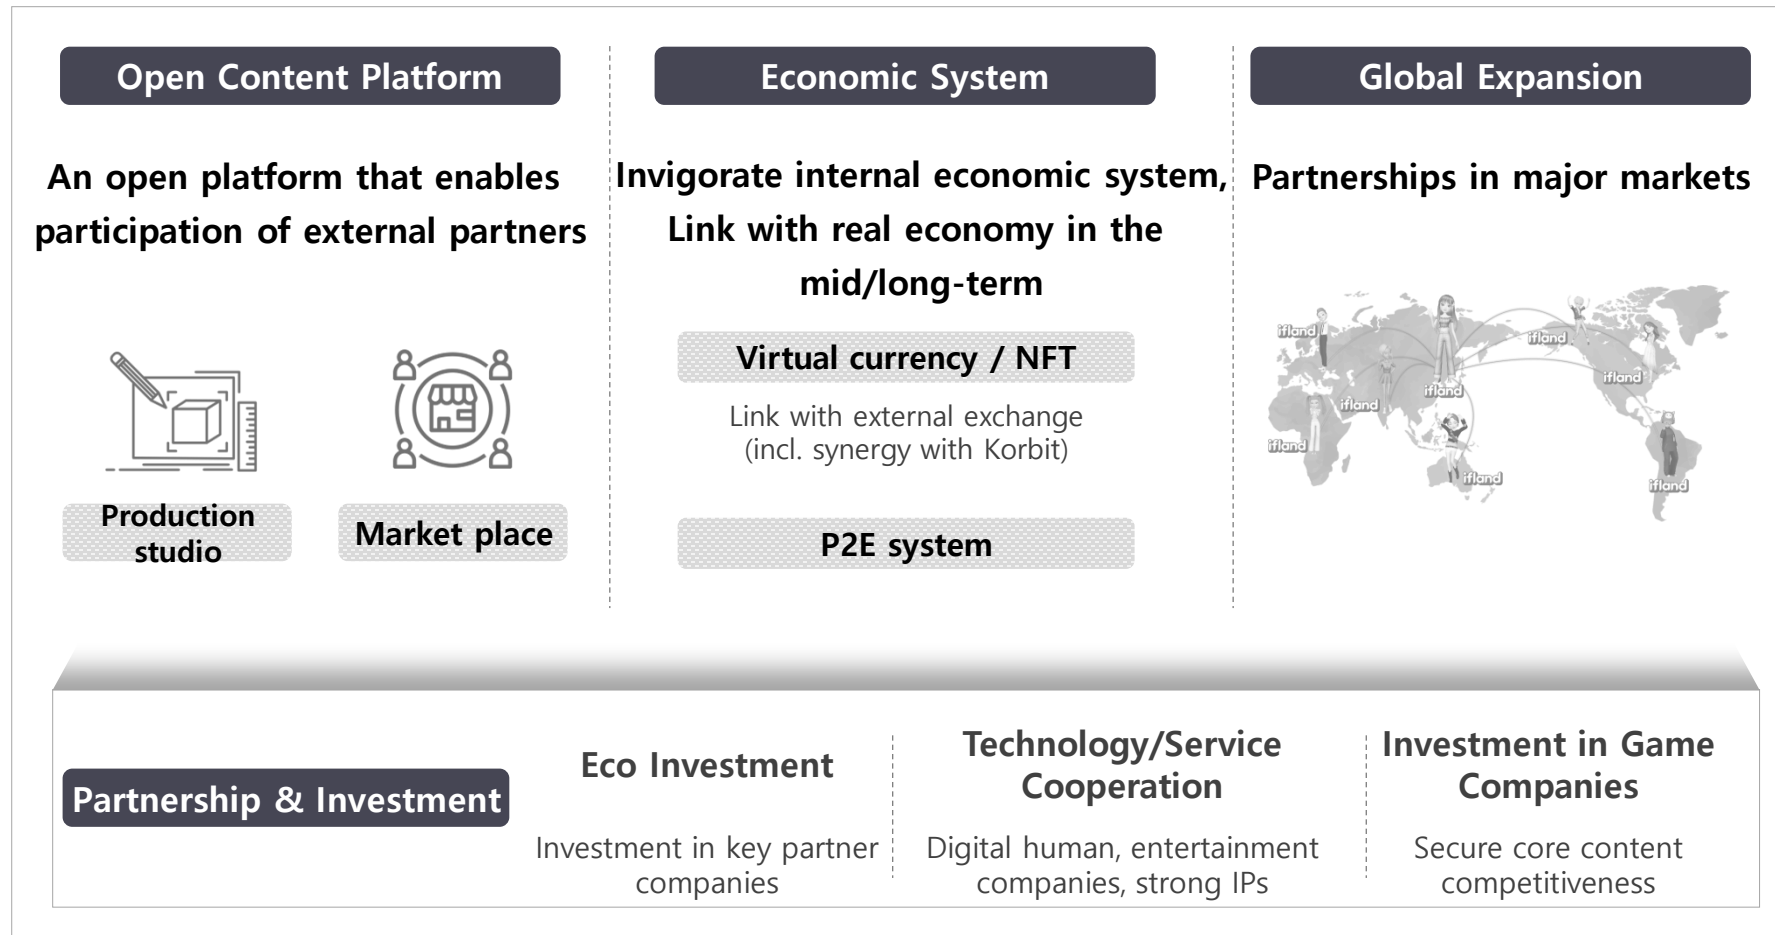 Open Content Platform
An open platform that enables
participation of external partners
Production
studio
Market place
Economic System
Invigorate internal economic system,
Link with real economy in the
mid/long-term
Virtual currency / NFT
Link with external exchange
(incl. synergy with Korbit)
P2E system
Global Expansion
Partnerships in major markets
ifland
ifland
ifland
ifland
ifland
ifland
ifland
ifland
Partnership & Investment
Eco Investment
Investment in key partner
companies
Technology/Service
Cooperation
Digital human, entertainment
companies, strong IPs
Investment in Game
Companies
Secure core content
competitiveness